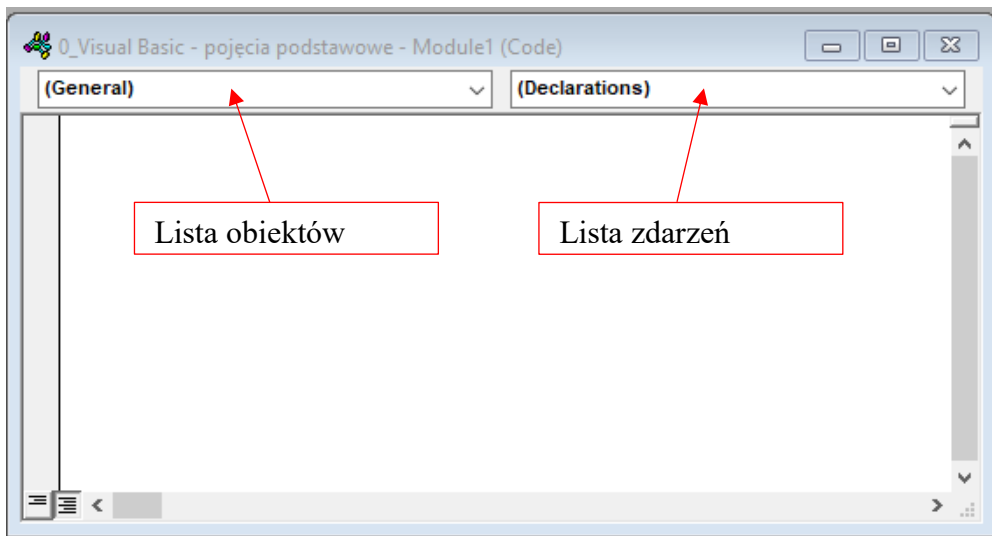 0_Visual Basic - pojęcia podstawowe - Module1 (Code)
(General) (Declarations)
Lista obiektów Lista zdarzeń